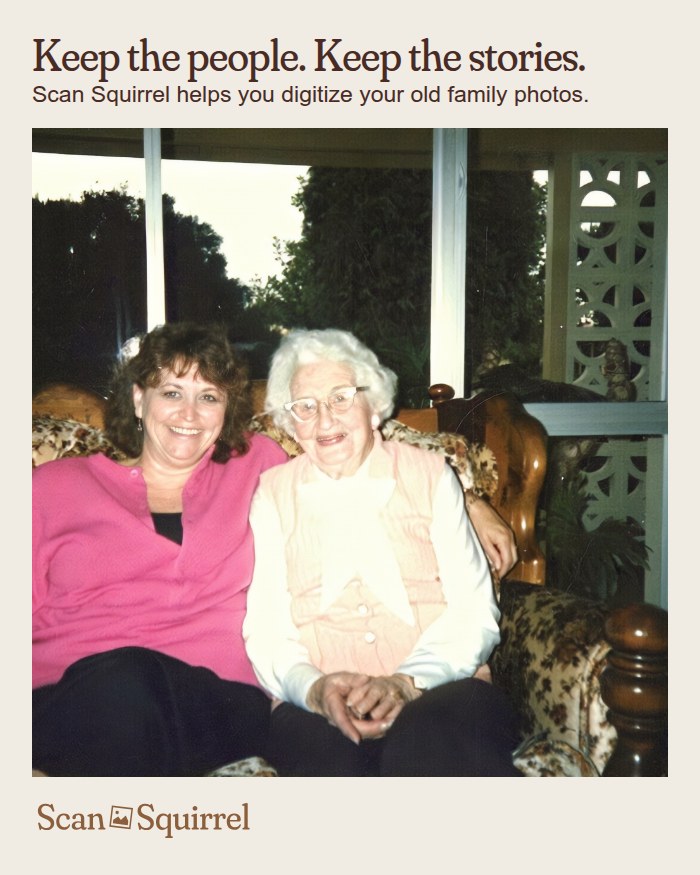 Keep the people. Keep the stories.
Scan Squirrel helps you digitize your old family photos.
Scan Squirrel